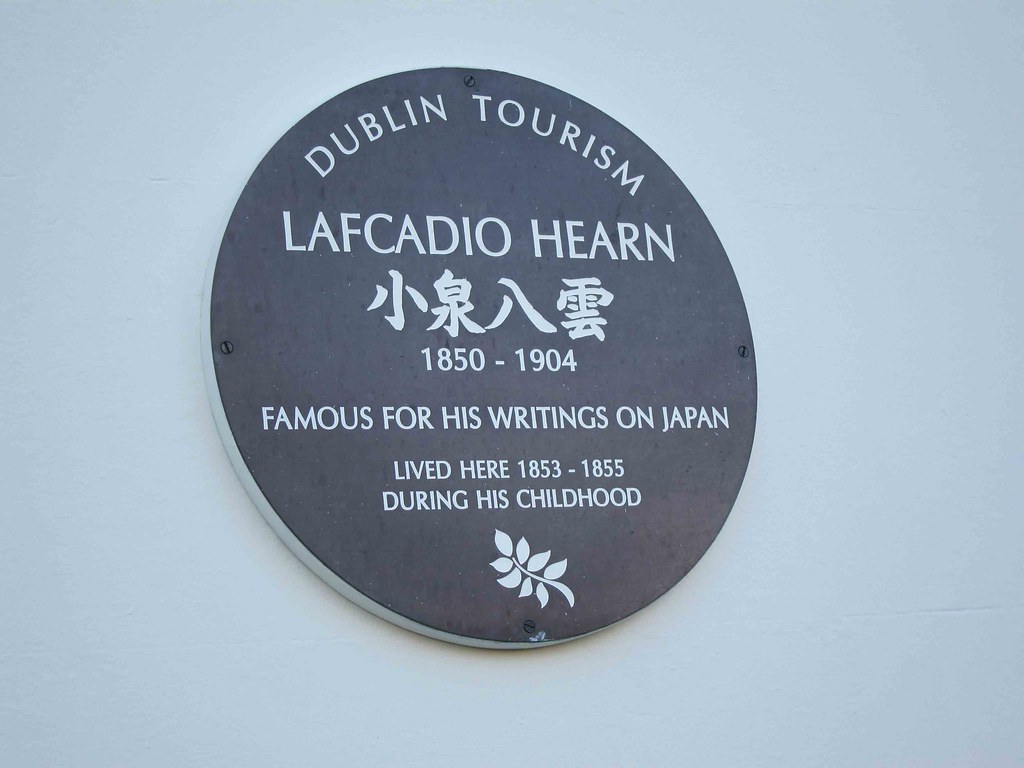 DUBLIN TOURISM
LAFCADIO HEARN
小泉八雲
1850 - 1904
FAMOUS FOR HIS WRITINGS ON JAPAN
LIVED HERE 1853 - 1855
DURING HIS CHILDHOOD